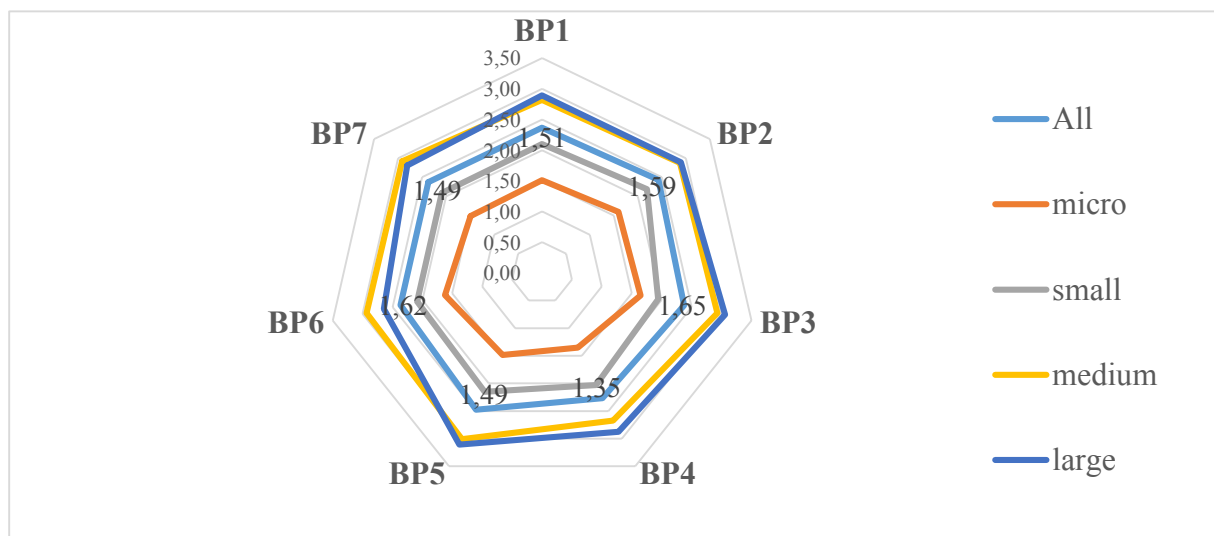 BP1
3,50
3,00
2,50
2,00
1,50
1,00
0,50
0,00
1,51
BP2
1,59
BP3
1,65
BP4
1,35
BP5
1,49
BP6
1,62
BP7
1,49
All
micro
small
medium
large